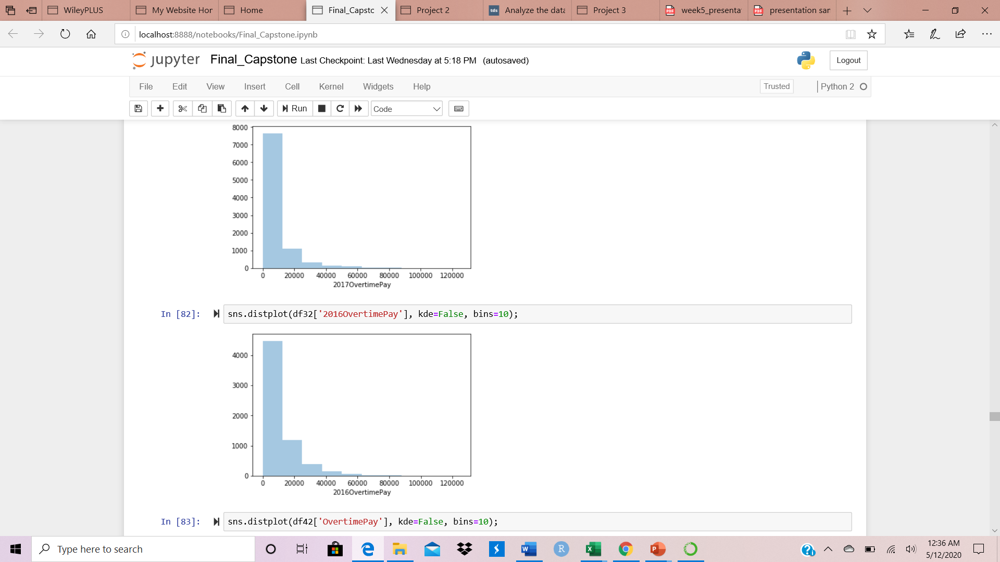 WileyPLUS
My Website Hor
Home
Final_Capstc
Project 2
tds Analyze the data
Project 3
PDF week5_presenta
PDF presentation sar
localhost:8888/notebooks/Final_Capstone.ipynb
jupyter Final_Capstone Last Checkpoint: Last Wednesday at 5:18 PM (autosaved)
Logout
File Edit View Insert Cell Kernel Widgets Help
Trusted
Python 2
Run
Code
8000
7000
6000
5000
4000
3000
2000
1000
0
0 20000 40000 60000 80000 100000 120000
2017OvertimePay
In [82]: sns.distplot(df32['2016OvertimePay'], kde=False, bins=10);
4000
3000
2000
1000
0
0 20000 40000 60000 80000 100000 120000
2016OvertimePay
In [83]: sns.distplot(df42['OvertimePay'], kde=False, bins=10);
Type here to search
12:36 AM
5/12/2020